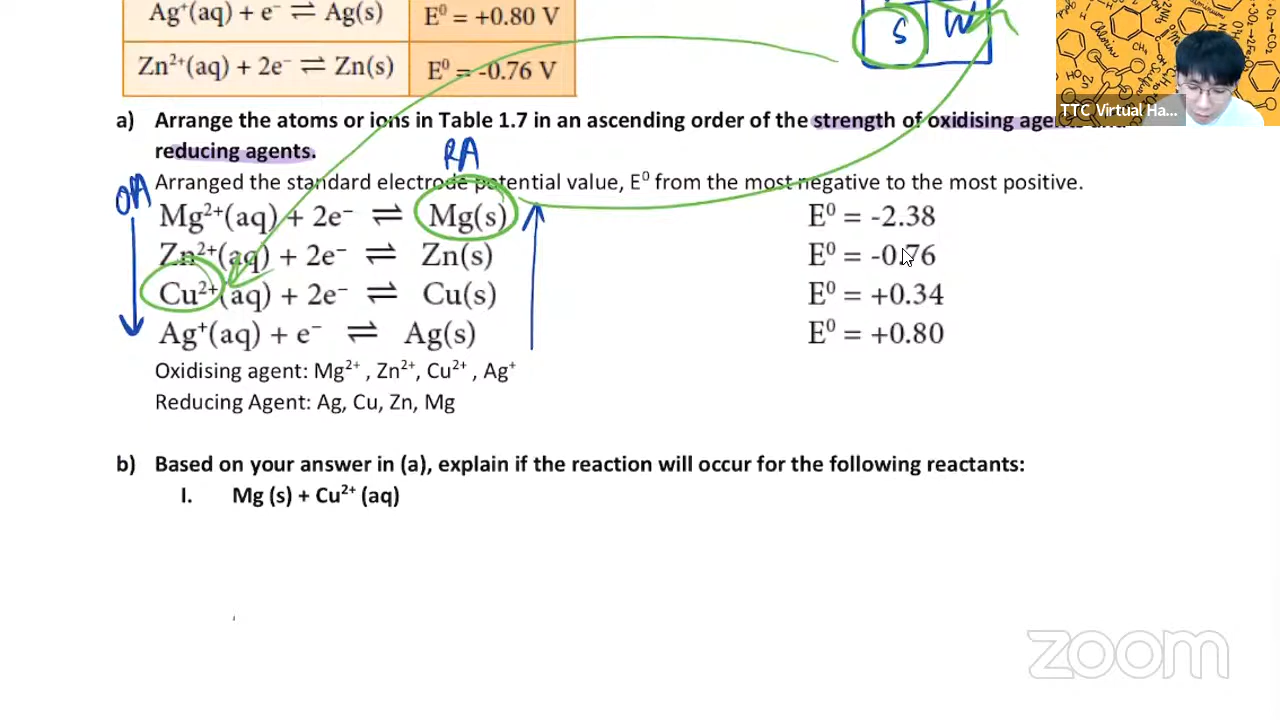 Ag⁺(aq) + e⁻ ⇌ Ag(s) E⁰ = +0.80 V
Zn²⁺(aq) + 2e⁻ ⇌ Zn(s) E⁰ = -0.76 V
S W
TTC Virtual Ha...
a) Arrange the atoms or ions in Table 1.7 in an ascending order of the strength of oxidising
reducing agents.
RA
OA
Arranged the standard electrode potential value, E⁰ from the most negative to the most positive.
Mg²⁺(aq) + 2e⁻ ⇌ Mg(s) E⁰ = -2.38
Zn²⁺(aq) + 2e⁻ ⇌ Zn(s) E⁰ = -0.76
Cu²⁺(aq) + 2e⁻ ⇌ Cu(s) E⁰ = +0.34
Ag⁺(aq) + e⁻ ⇌ Ag(s) E⁰ = +0.80
Oxidising agent: Mg²⁺ , Zn²⁺, Cu²⁺ , Ag⁺
Reducing Agent: Ag, Cu, Zn, Mg
b) Based on your answer in (a), explain if the reaction will occur for the following reactants:
I. Mg (s) + Cu²⁺ (aq)
zoom